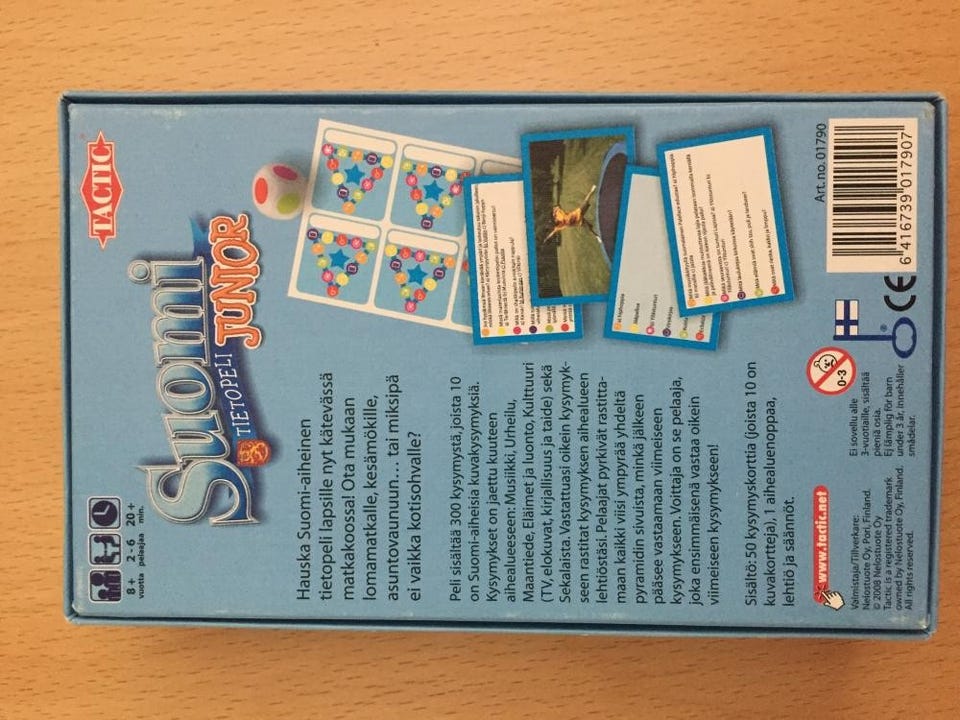 TACTIC
Suomi
TIETOPELI
JUNIOR
8+
vuotta
2-6
pelaajaa
20+
min.
Hauska Suomi-aiheinen
tietopeli lapsille nyt kätevässä
matkakoossa! Ota mukaan
lomamatkalle, kesämökille,
asuntovaunuun... tai miksipä
ei vaikka kotisohvalle?
Peli sisältää 300 kysymystä, joista 10
on Suomi-aiheisia kuvakysymyksiä.
Kysymykset on jaettu kuuteen
aihealueeseen: Musiikki, Urheilu,
Maantiede, Eläimet ja luonto, Kulttuuri
(TV, elokuvat, kirjallisuus ja taide) sekä
Sekalaista. Vastattuasi oikein kysymyk-
seen rastitat kysymyksen aihealueen
lehtiöstäsi. Pelaajat pyrkivät rastitta-
maan kaikki viisi ympyrää yhdeltä
pyramidin sivuista, minkä jälkeen
pääsee vastaamaan viimeiseen
kysymykseen. Voittaja on se pelaaja,
joka ensimmäisenä vastaa oikein
viimeiseen kysymykseen!
Sisältö: 50 kysymyskorttia (joista 10 on
kuvakortteja), 1 aihealuenoppaa,
lehtiö ja säännöt.
www.tactic.net
Valmistaja/Tillverkare:
Nelostuote Oy, Pori, Finland.
© 2008 Nelostuote Oy
Tactic is a registered trademark
owned by Nelostuote Oy, Finland.
All rights reserved.
0-3
Ei sovellu alle
3-vuotiaille, sisältää
pieniä osia.
Ej lämplig för barn
under 3 år, Innehåller
smådelar.
CE
Art. no. 01790
6 416739 017907